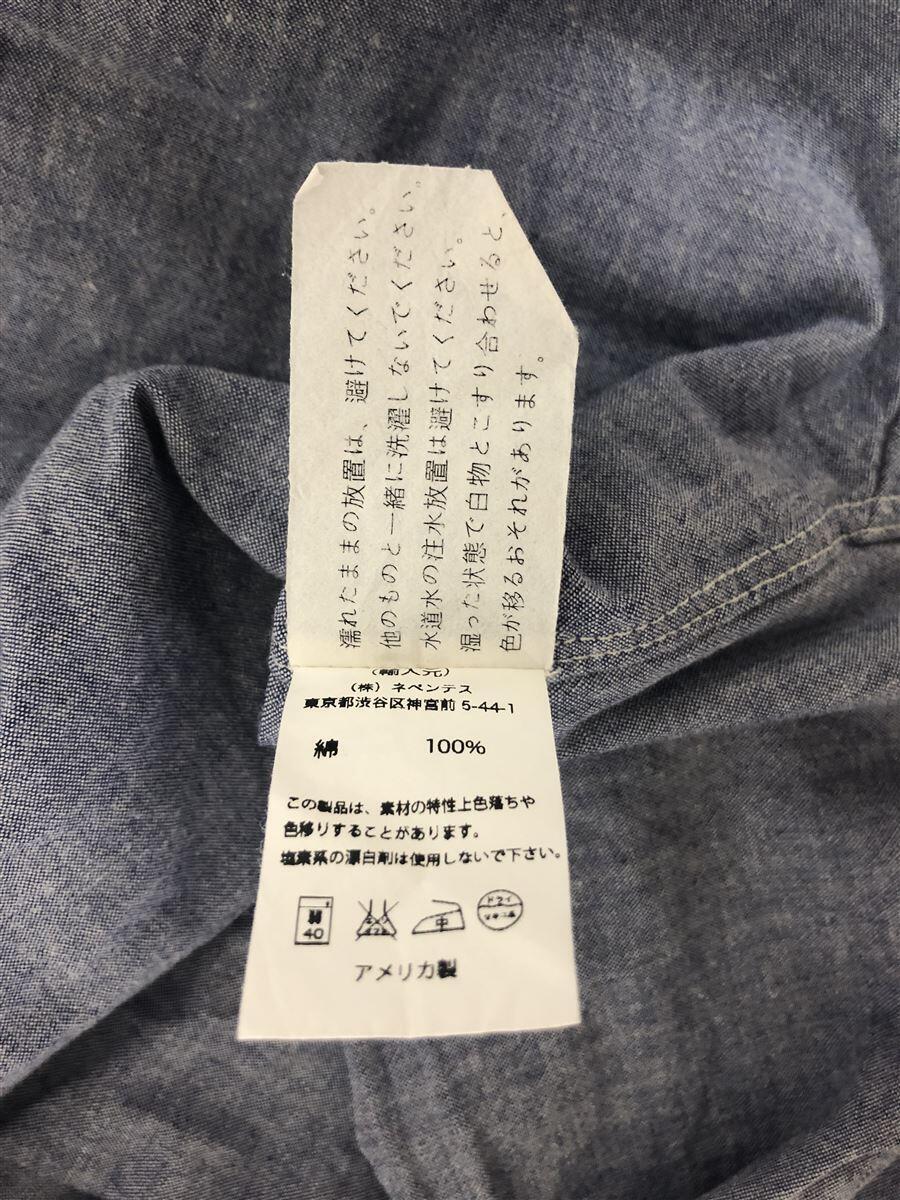 濡れたままの放置は、避けてください。
他のものと一緒に洗濯しないでください。
水道水の注水放置は避けてください。
湿った状態で白物とこすり合わせると、
色が移るおそれがあります。
(輸入元)
(株) ネペンテス
東京都渋谷区神宮前 5-44-1
綿 100%
この製品は、素材の特性上色落ちや
色移りすることがあります。
塩素系の漂白剤は使用しないで下さい。
40
中
ドライ
アメリカ製